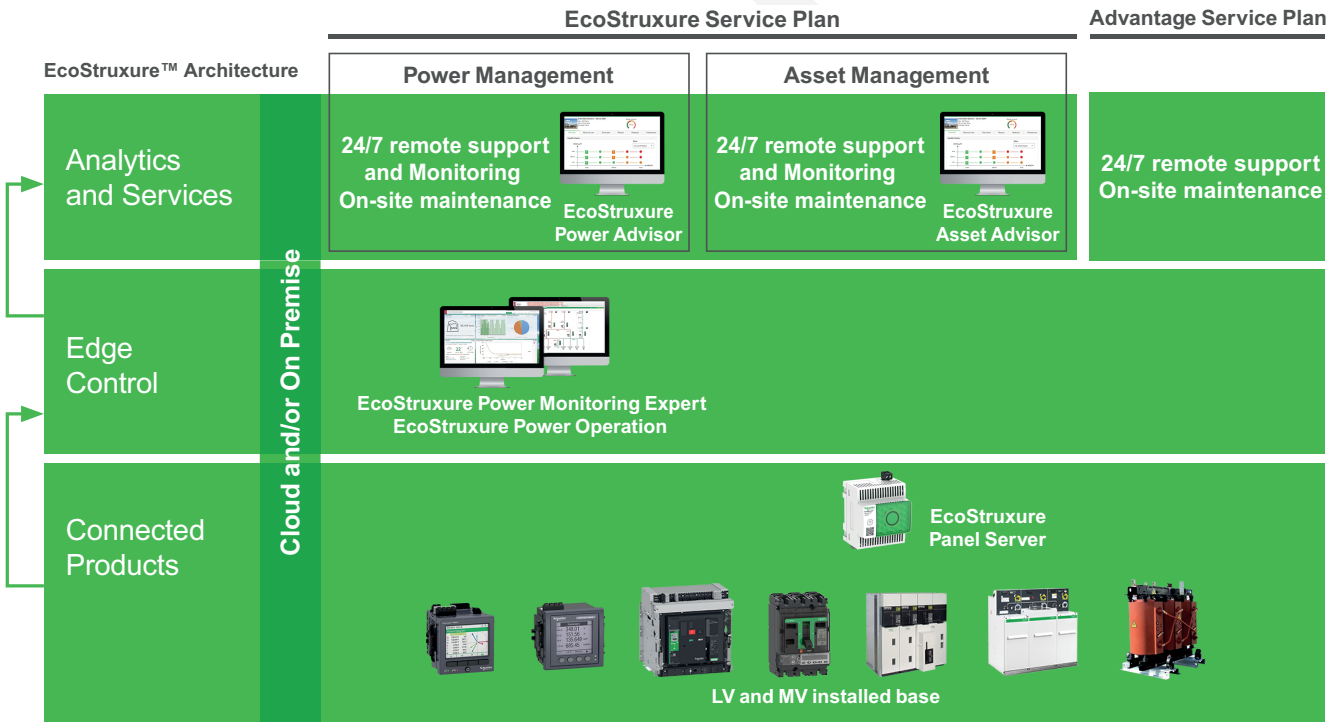 EcoStruxure Service Plan
Advantage Service Plan
EcoStruxure™ Architecture
Power Management
Asset Management
Analytics
and Services
24/7 remote support
and Monitoring
On-site maintenance
EcoStruxure
Power Advisor
24/7 remote support
and Monitoring
On-site maintenance
EcoStruxure
Asset Advisor
24/7 remote support
On-site maintenance
Cloud and/or On Premise
Edge
Control
EcoStruxure Power Monitoring Expert
EcoStruxure Power Operation
Connected
Products
EcoStruxure
Panel Server
LV and MV installed base